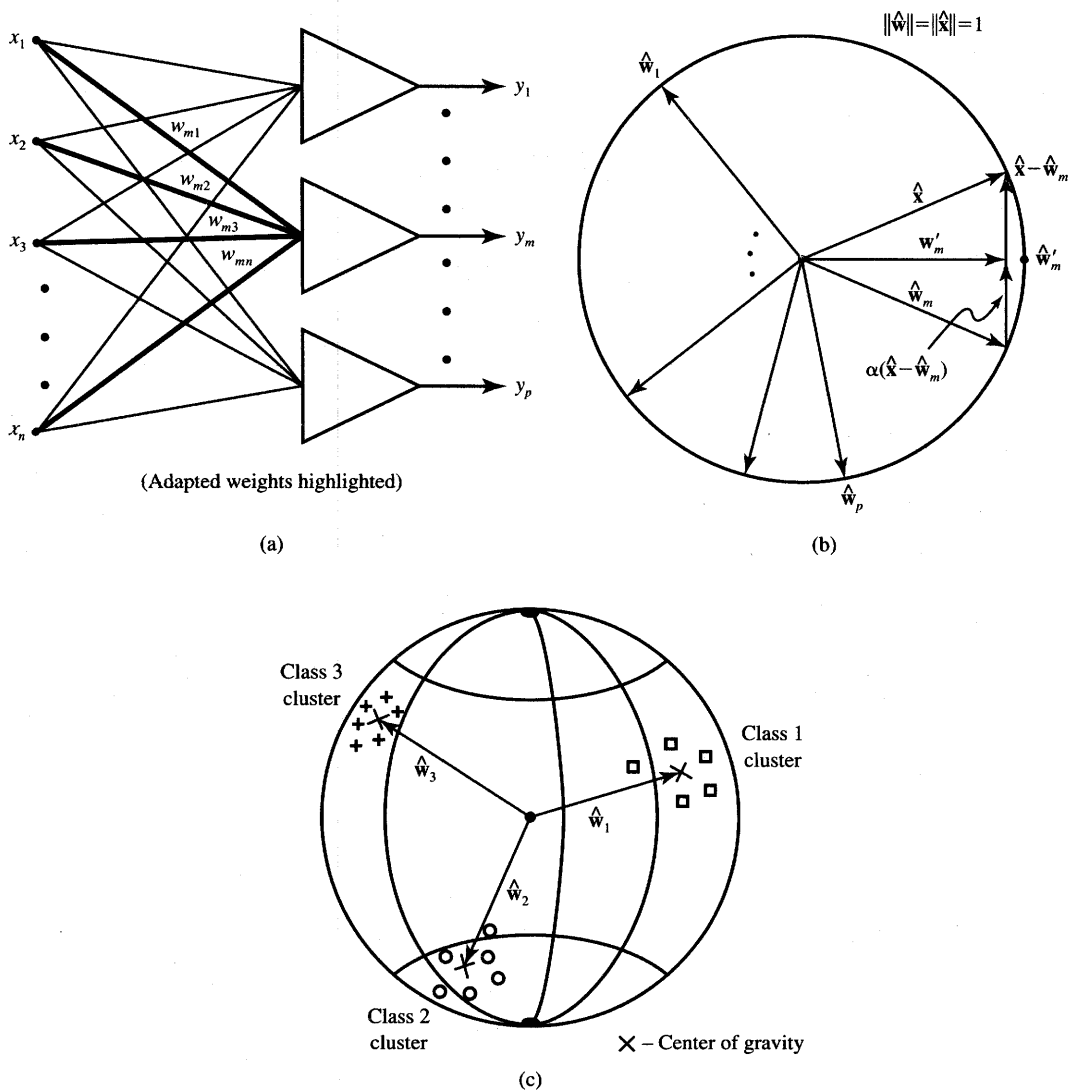 x₁
x₂
x₃
xₙ
wₘ₁
wₘ₂
wₘ₃
wₘₙ
y₁
yₘ
yₚ
(Adapted weights highlighted)
(a)
‖ŵ‖=‖x̂‖=1
ŵ₁
x̂
x̂−ŵₘ
w′ₘ
ŵ′ₘ
ŵₘ
α(x̂−ŵₘ)
ŵₚ
(b)
Class 3
cluster
Class 1
cluster
ŵ₃
ŵ₁
ŵ₂
Class 2
cluster
× – Center of gravity
(c)